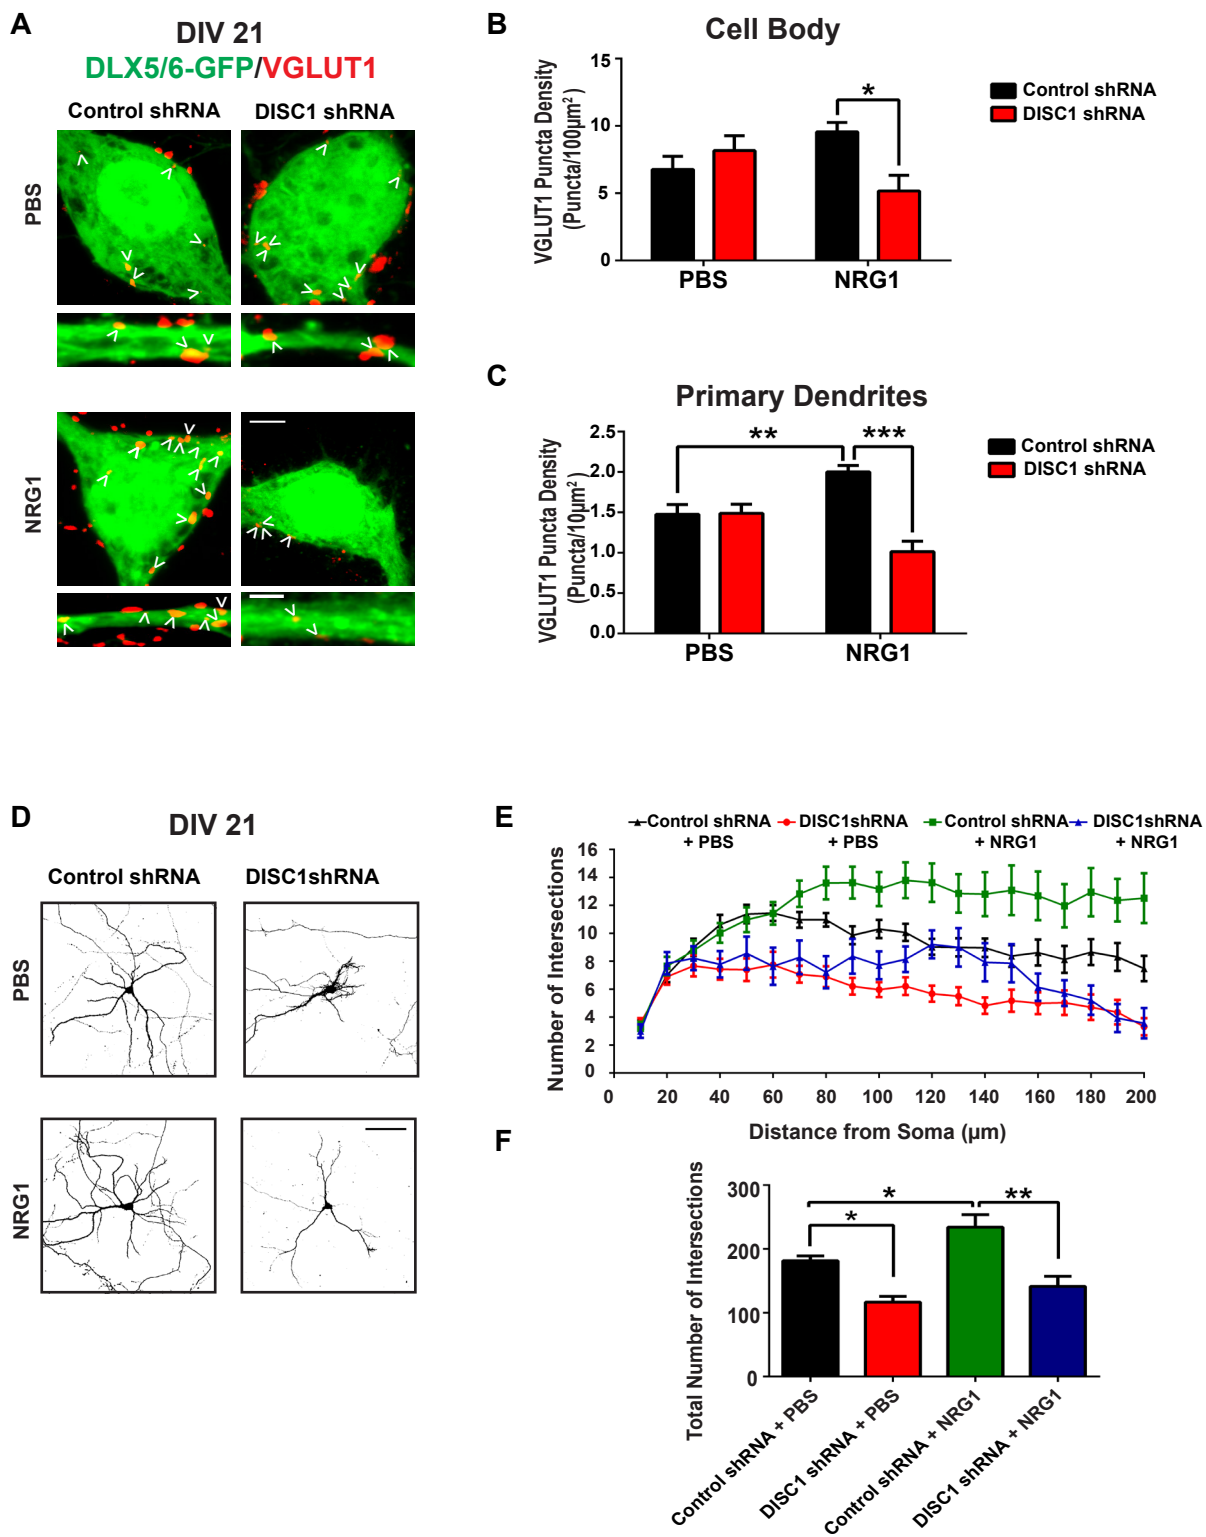 A
DIV 21
DLX5/6-GFP/VGLUT1
Control shRNA DISC1 shRNA
PBS
NRG1
B
Cell Body
VGLUT1 Puncta Density
(Puncta/100µm²)
15
10
5
0
*
PBS NRG1
Control shRNA
DISC1 shRNA
C
Primary Dendrites
VGLUT1 Puncta Density
(Puncta/10µm²)
2.5
2.0
1.5
1.0
0.5
0.0
** ***
PBS NRG1
Control shRNA
DISC1 shRNA
D
DIV 21
Control shRNA DISC1shRNA
PBS
NRG1
E
Control shRNA DISC1shRNA Control shRNA DISC1shRNA
+ PBS + PBS + NRG1 + NRG1
Number of Intersections
16
14
12
10
8
6
4
2
0
0 20 40 60 80 100 120 140 160 180 200
Distance from Soma (µm)
F
Total Number of Intersections
300
200
100
0
* **
*
Control shRNA + PBS
DISC1 shRNA + PBS
Control shRNA + NRG1
DISC1 shRNA + NRG1